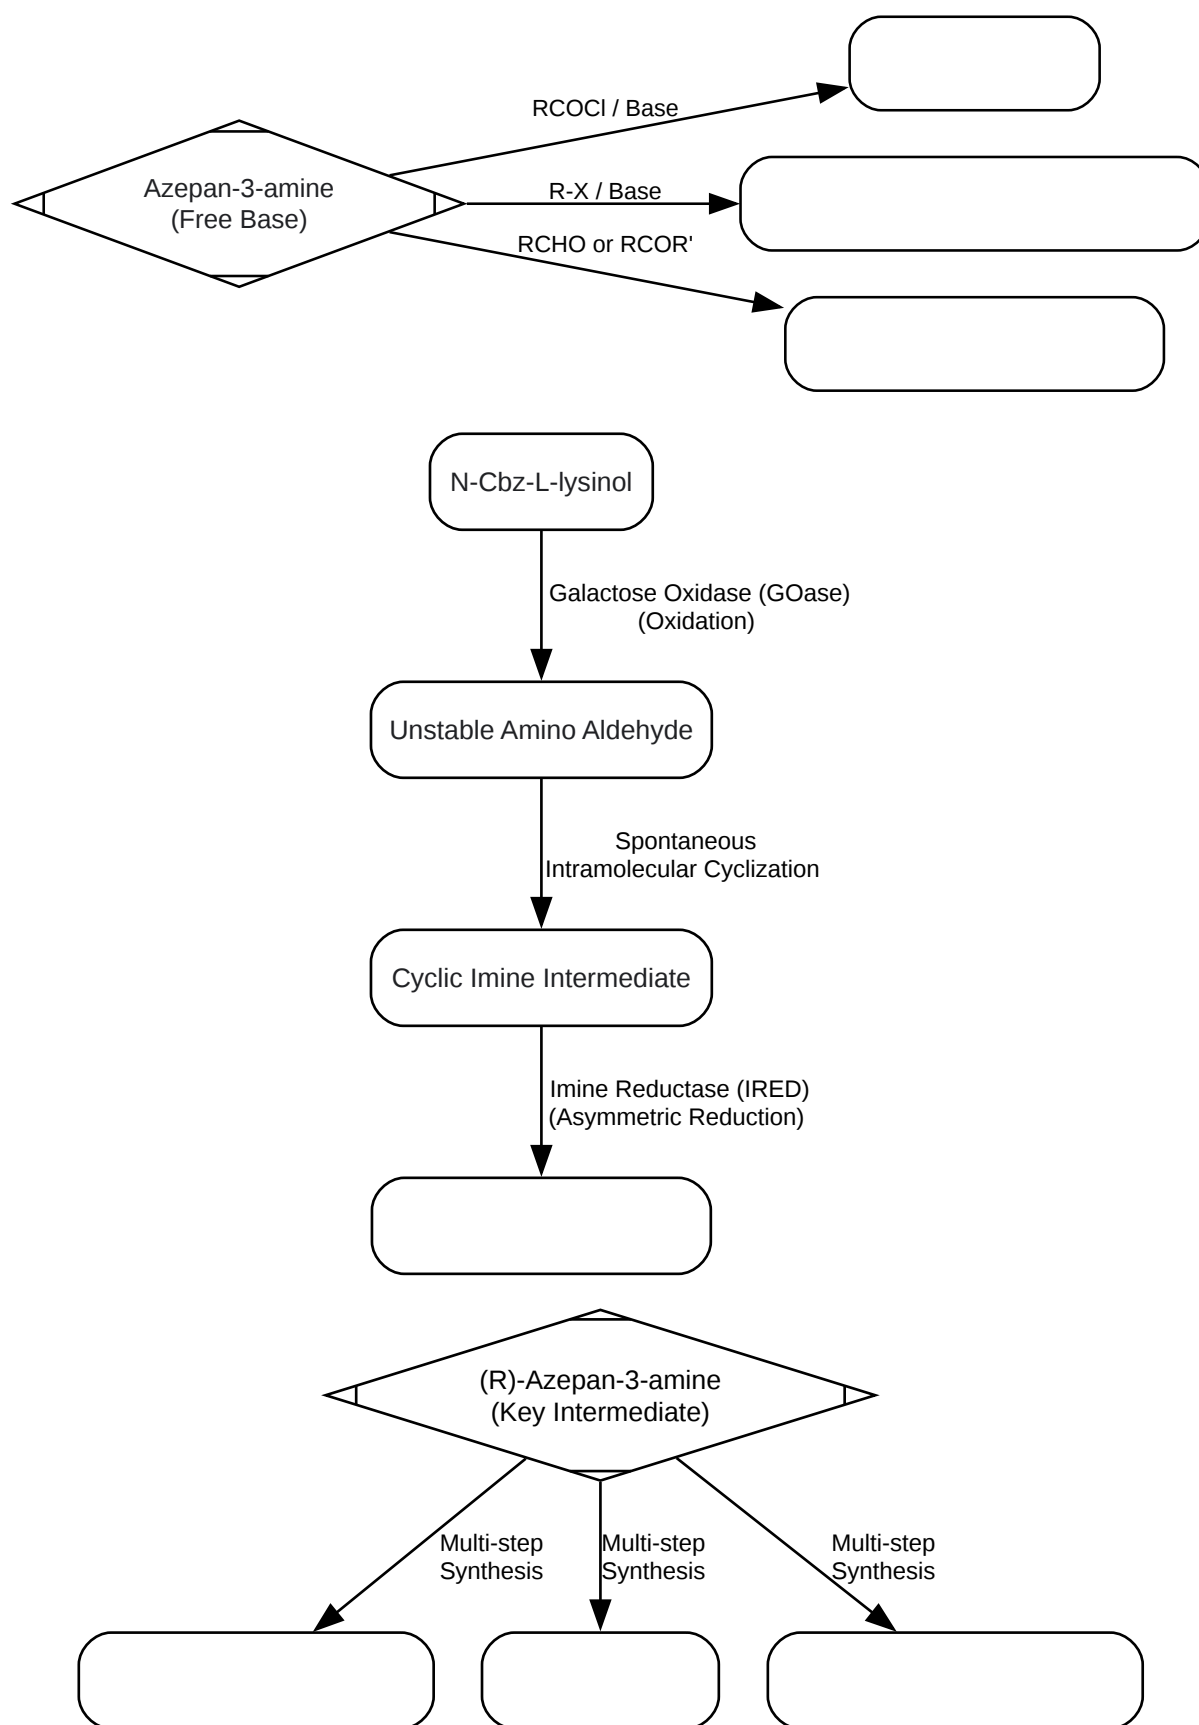 RCOCl / Base
Azepan-3-amine
(Free Base)
R-X / Base
RCHO or RCOR'
N-Cbz-L-lysinol
Galactose Oxidase (GOase)
(Oxidation)
Unstable Amino Aldehyde
Spontaneous
Intramolecular Cyclization
Cyclic Imine Intermediate
Imine Reductase (IRED)
(Asymmetric Reduction)
(R)-Azepan-3-amine
(Key Intermediate)
Multi-step
Synthesis
Multi-step
Synthesis
Multi-step
Synthesis